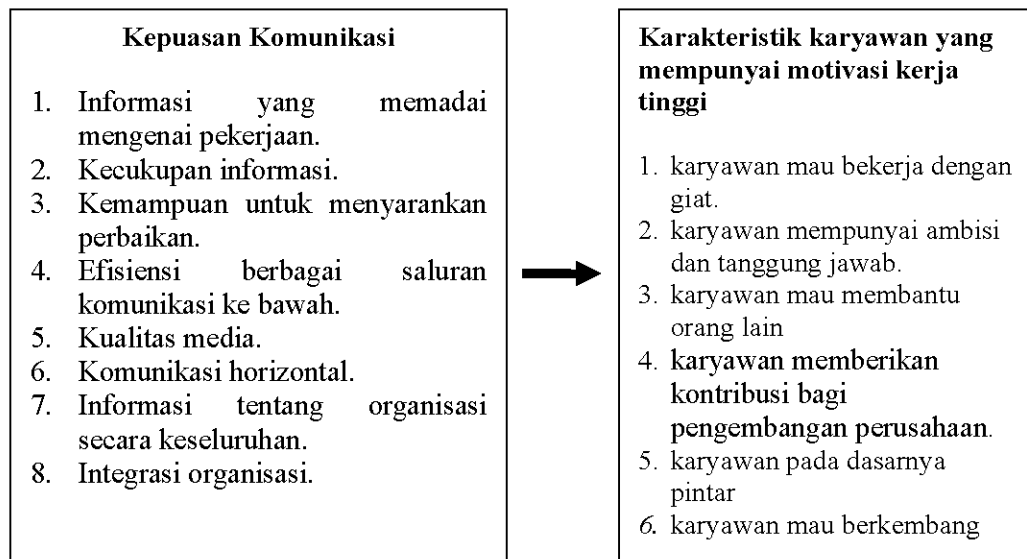 Kepuasan Komunikasi
1. Informasi yang memadai
mengenai pekerjaan.
2. Kecukupan informasi.
3. Kemampuan untuk menyarankan
perbaikan.
4. Efisiensi berbagai saluran
komunikasi ke bawah.
5. Kualitas media.
6. Komunikasi horizontal.
7. Informasi tentang organisasi
secara keseluruhan.
8. Integrasi organisasi.
Karakteristik karyawan yang
mempunyai motivasi kerja
tinggi
1. karyawan mau bekerja dengan
giat.
2. karyawan mempunyai ambisi
dan tanggung jawab.
3. karyawan mau membantu
orang lain
4. karyawan memberikan
kontribusi bagi
pengembangan perusahaan.
5. karyawan pada dasarnya
pintar
6. karyawan mau berkembang